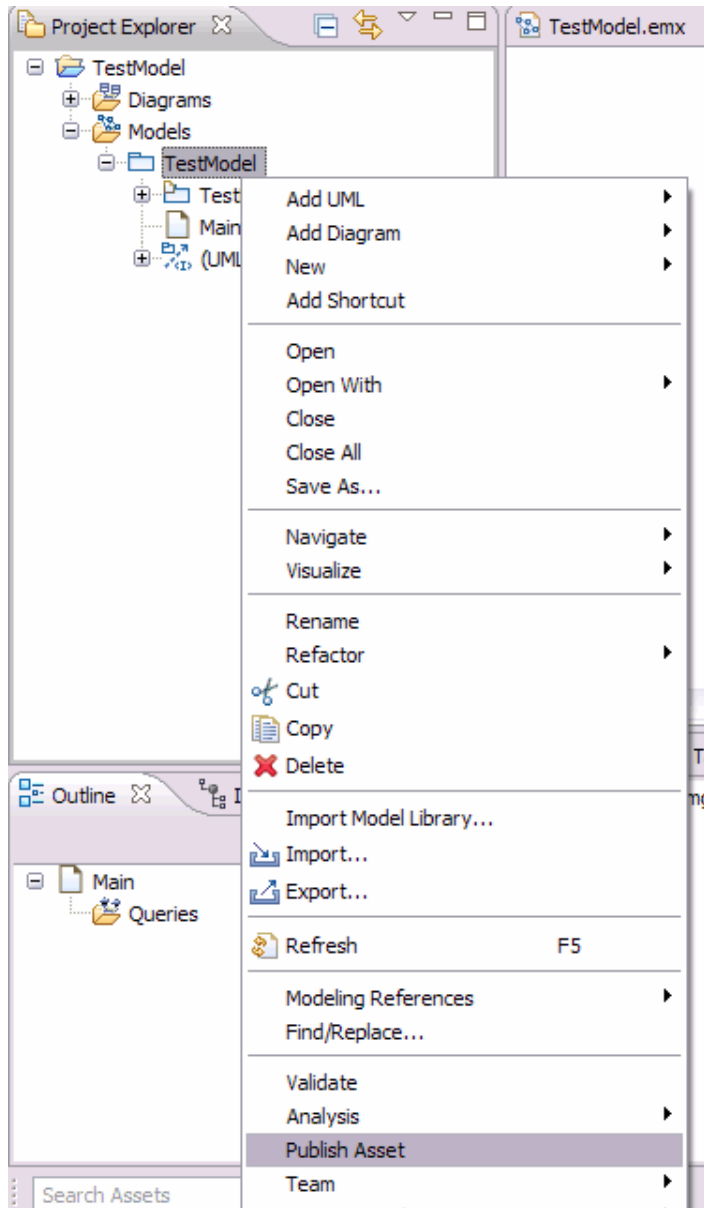 Project Explorer
TestModel.emx
TestModel
Diagrams
Models
TestModel
Test
Main
(UML
Add UML
Add Diagram
New
Add Shortcut
Open
Open With
Close
Close All
Save As...
Navigate
Visualize
Rename
Refactor
Cut
Copy
Delete
Import Model Library...
Import...
Export...
Refresh F5
Modeling References
Find/Replace...
Validate
Analysis
Publish Asset
Team
Outline
Main
Queries
Search Assets